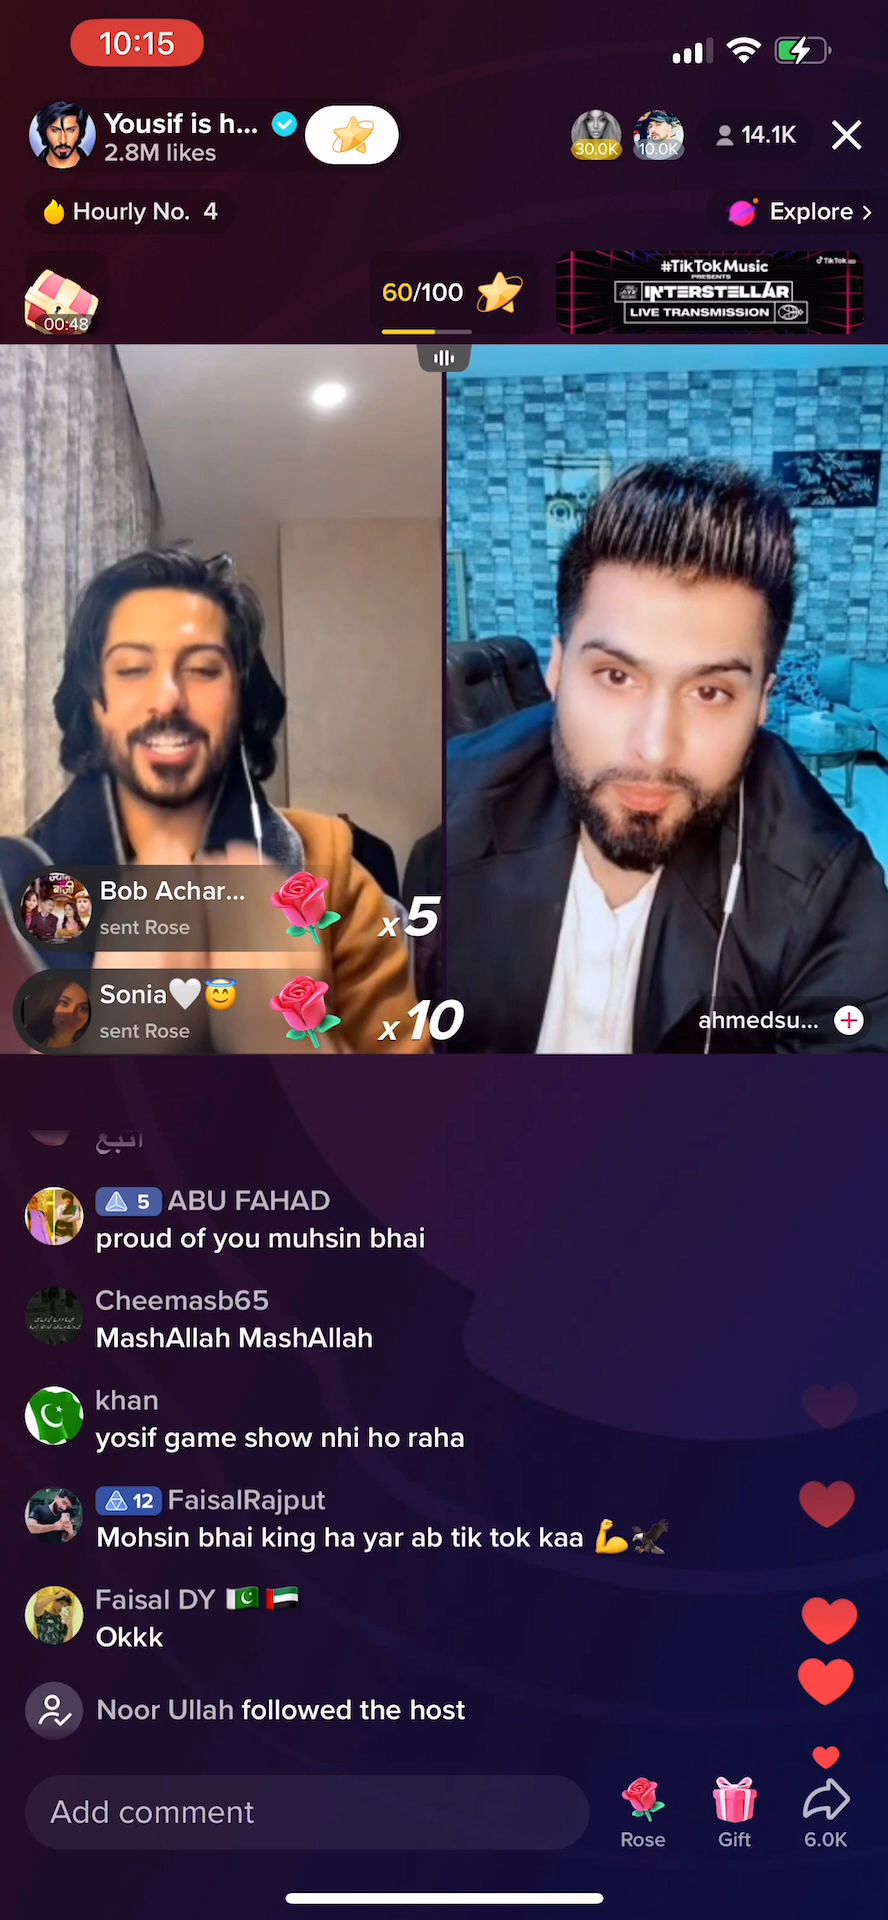 10:15
Yousif is h...
2.8M likes
30.0K
10.0K
14.1K
Hourly No. 4
Explore >
00:48
60/100
#TikTokMusic
PRESENTS
INTERSTELLAR
LIVE TRANSMISSION
TikTok
Bob Achar...
sent Rose
x5
Sonia🤍😇
sent Rose
x10
ahmedsu...
اتبع
5 ABU FAHAD
proud of you muhsin bhai
Cheemasb65
MashAllah MashAllah
khan
yosif game show nhi ho raha
12 FaisalRajput
Mohsin bhai king ha yar ab tik tok kaa 💪🦅
Faisal DY 🇵🇰 🇦🇪
Okkk
Noor Ullah followed the host
Add comment
Rose
Gift
6.0K